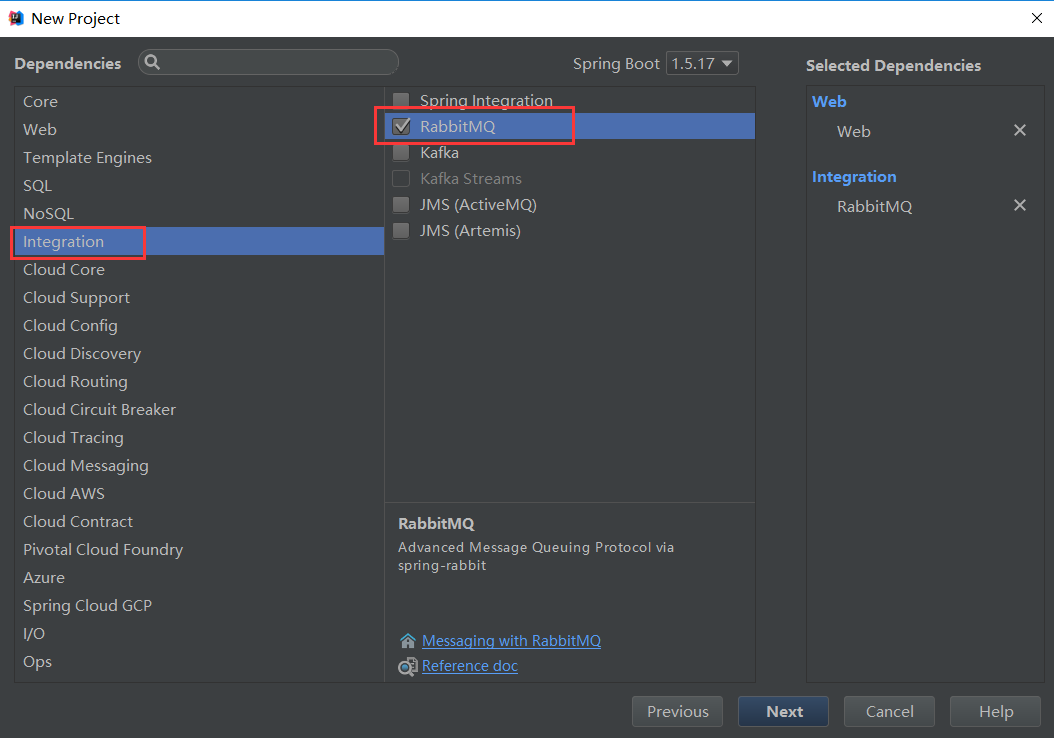 New Project
Dependencies
Spring Boot 1.5.17
Selected Dependencies
Core
Web
Template Engines
SQL
NoSQL
Integration
Cloud Core
Cloud Support
Cloud Config
Cloud Discovery
Cloud Routing
Cloud Circuit Breaker
Cloud Tracing
Cloud Messaging
Cloud AWS
Cloud Contract
Pivotal Cloud Foundry
Azure
Spring Cloud GCP
I/O
Ops
Spring Integration
RabbitMQ
Kafka
Kafka Streams
JMS (ActiveMQ)
JMS (Artemis)
RabbitMQ
Advanced Message Queuing Protocol via
spring-rabbit
Messaging with RabbitMQ
Reference doc
Web
Web
Integration
RabbitMQ
Previous
Next
Cancel
Help